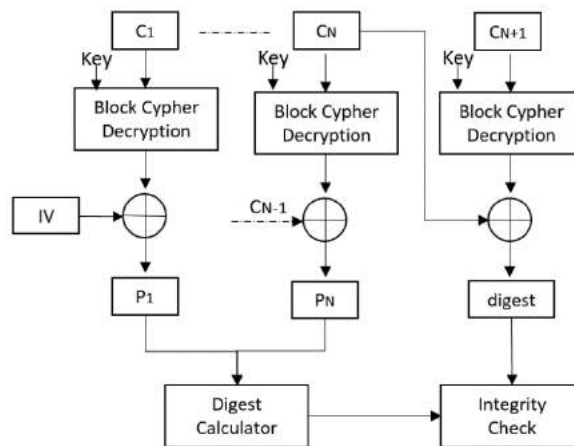 C1
CN
CN+1
Key
Key
Key
Block Cypher
Decryption
Block Cypher
Decryption
Block Cypher
Decryption
IV
CN-1
P1
PN
digest
Digest
Calculator
Integrity
Check